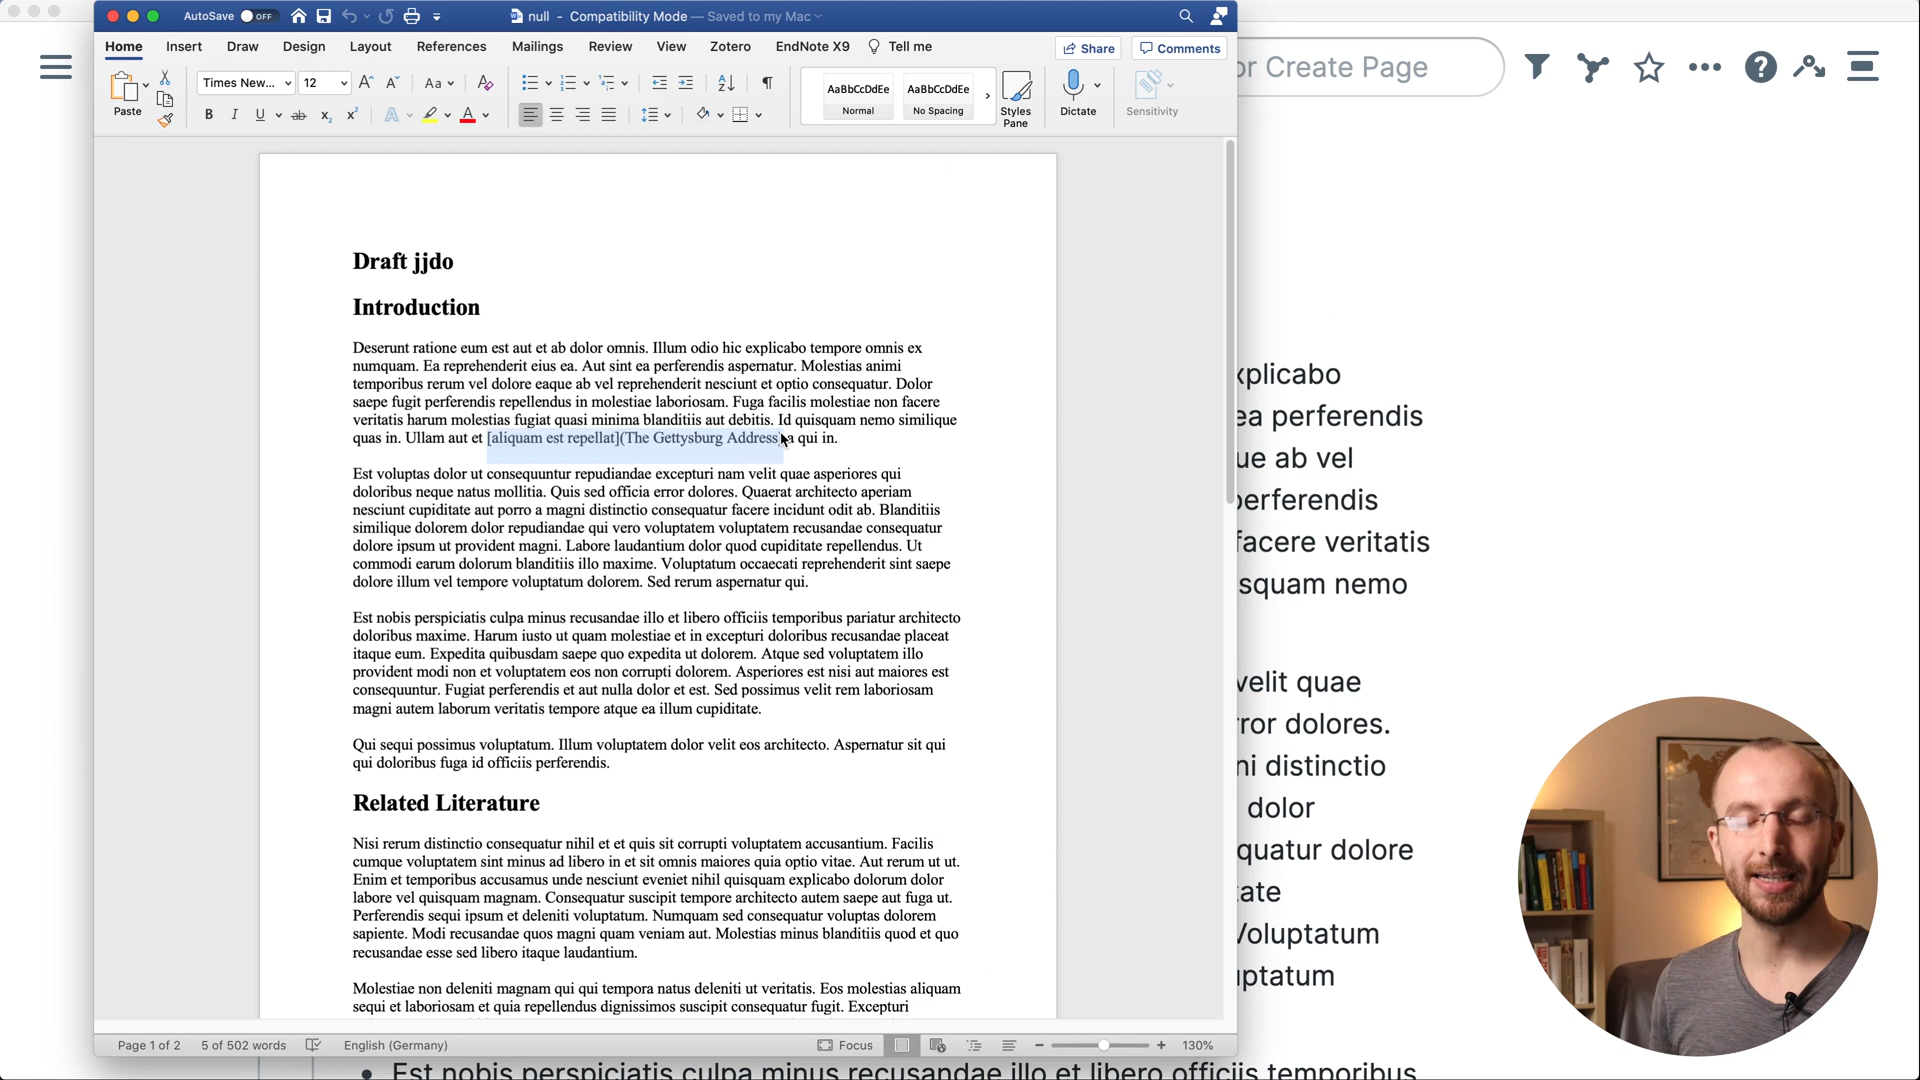 AutoSave OFF
null - Compatibility Mode — Saved to my Mac
Home Insert Draw Design Layout References Mailings Review View Zotero EndNote X9 Tell me
Share Comments
or Create Page
Times New... 12
Paste
AaBbCcDdEe
Normal
AaBbCcDdEe
No Spacing
Styles
Pane
Dictate
Sensitivity
Draft jjdo
Introduction
Deserunt ratione eum est aut et ab dolor omnis. Illum odio hic explicabo tempore omnis ex
numquam. Ea reprehenderit eius ea. Aut sint ea perferendis aspernatur. Molestias animi
temporibus rerum vel dolore eaque ab vel reprehenderit nesciunt et optio consequatur. Dolor
saepe fugit perferendis repellendus in molestiae laboriosam. Fuga facilis molestiae non facere
veritatis harum molestias fugiat quasi minima blanditiis aut debitis. Id quisquam nemo similique
quas in. Ullam aut et [aliquam est repellat](The Gettysburg Address) a qui in.
Est voluptas dolor ut consequuntur repudiandae excepturi nam velit quae asperiores qui
doloribus neque natus mollitia. Quis sed officia error dolores. Quaerat architecto aperiam
nesciunt cupiditate aut porro a magni distinctio consequatur facere incidunt odit ab. Blanditiis
similique dolorem dolor repudiandae qui vero voluptatem voluptatem recusandae consequatur
dolore ipsum ut provident magni. Labore laudantium dolor quod cupiditate repellendus. Ut
commodi earum dolorum blanditiis illo maxime. Voluptatum occaecati reprehenderit sint saepe
dolore illum vel tempore voluptatum dolorem. Sed rerum aspernatur qui.
Est nobis perspiciatis culpa minus recusandae illo et libero officiis temporibus pariatur architecto
doloribus maxime. Harum iusto ut quam molestiae et in excepturi doloribus recusandae placeat
itaque eum. Expedita quibusdam saepe quo expedita ut dolorem. Atque sed voluptatem illo
provident modi non et voluptatem eos non corrupti dolorem. Asperiores est nisi aut maiores est
consequuntur. Fugiat perferendis et aut nulla dolor et est. Sed possimus velit rem laboriosam
magni autem laborum veritatis tempore atque ea illum cupiditate.
Qui sequi possimus voluptatum. Illum voluptatem dolor velit eos architecto. Aspernatur sit qui
qui doloribus fuga id officiis perferendis.
Related Literature
Nisi rerum distinctio consequatur nihil et et quis sit corrupti voluptatem accusantium. Facilis
cumque voluptatem sint minus ad libero in et sit omnis maiores quia optio vitae. Aut rerum ut ut.
Enim et temporibus accusamus unde nesciunt eveniet nihil quisquam explicabo dolorum dolor
labore vel quisquam magnam. Consequatur suscipit tempore architecto autem saepe aut fuga ut.
Perferendis sequi ipsum et deleniti voluptatum. Numquam sed consequatur voluptas dolorem
sapiente. Modi recusandae quos magni quam veniam aut. Molestias minus blanditiis quod et quo
recusandae esse sed libero itaque laudantium.
Molestiae non deleniti magnam qui qui tempora natus deleniti ut veritatis. Eos molestias aliquam
sequi et laboriosam et quia repellendus dignissimos suscipit consequatur fugit. Excepturi
xplicabo
ea perferendis
ue ab vel
perferendis
facere veritatis
squam nemo
velit quae
rror dolores.
ni distinctio
dolor
quatur dolore
tate
Voluptatum
uptatum
Page 1 of 2 5 of 502 words English (Germany) Focus 130%
Est nobis perspiciatis culpa minus recusandae illo et libero officiis temporibus